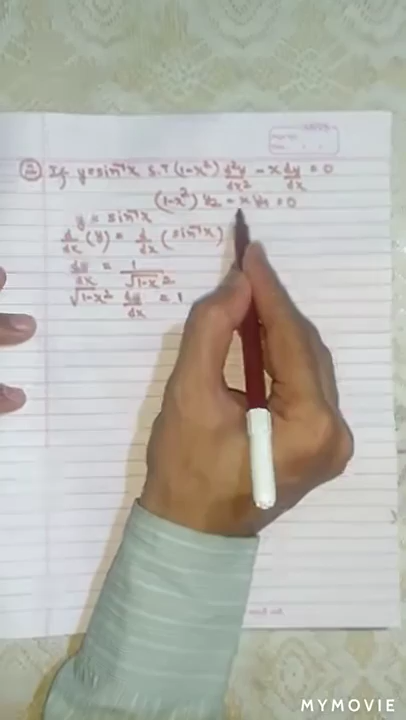 ② If y=sin⁻¹x S.T (1-x²) d²y/dx² - x dy/dx = 0
(1-x²) y₂ - x y₁ = 0
y = sin⁻¹x
d/dx (y) = d/dx (sin⁻¹x)
dy/dx = 1/√1-x²
√1-x² dy/dx = 1
MYMOVIE